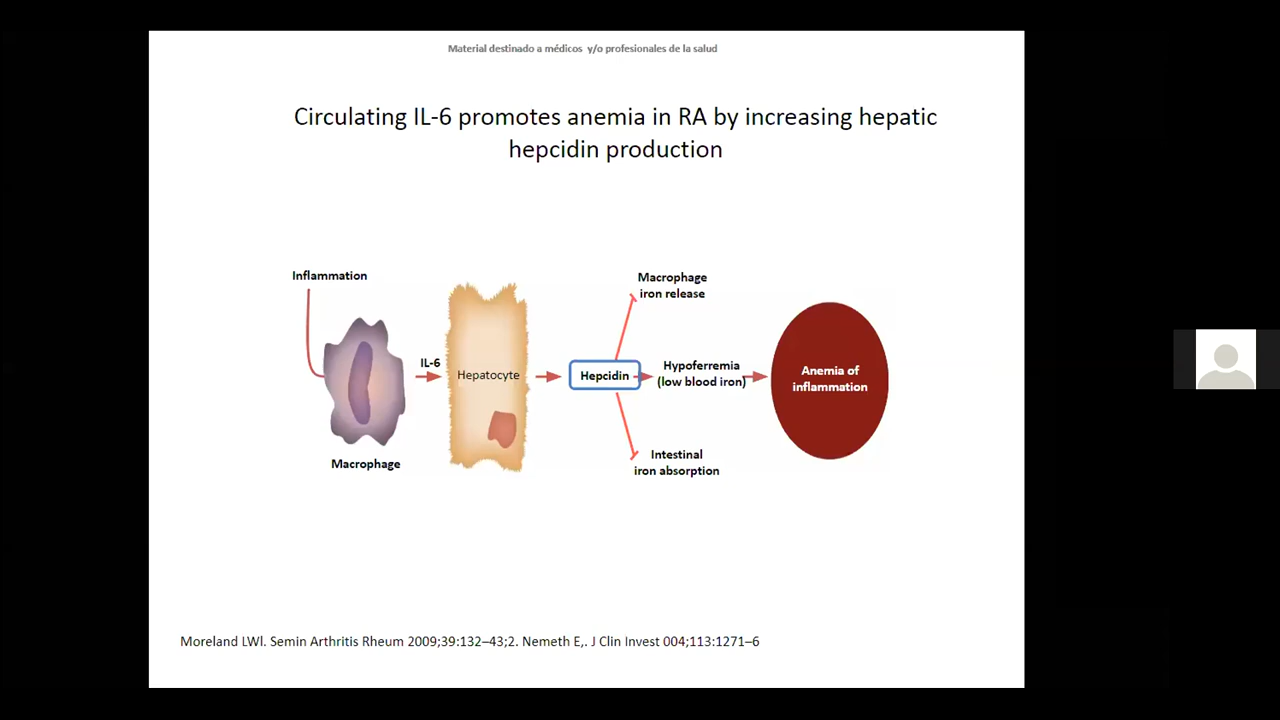 Material destinado a médicos y/o profesionales de la salud
Circulating IL-6 promotes anemia in RA by increasing hepatic
hepcidin production
Inflammation
Macrophage
IL-6
Hepatocyte
Hepcidin
Macrophage
iron release
Hypoferremia
(low blood iron)
Intestinal
iron absorption
Anemia of
inflammation
Moreland LWl. Semin Arthritis Rheum 2009;39:132–43;2. Nemeth E,. J Clin Invest 004;113:1271–6